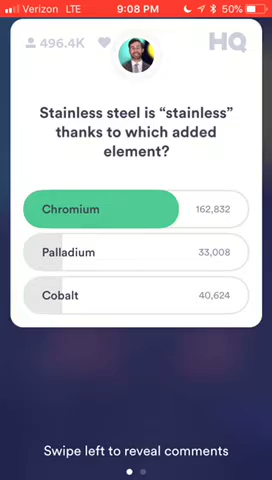 Verizon LTE 9:08 PM 50%
496.4K HQ
Stainless steel is “stainless”
thanks to which added
element?
Chromium 162,832
Palladium 33,008
Cobalt 40,624
Swipe left to reveal comments